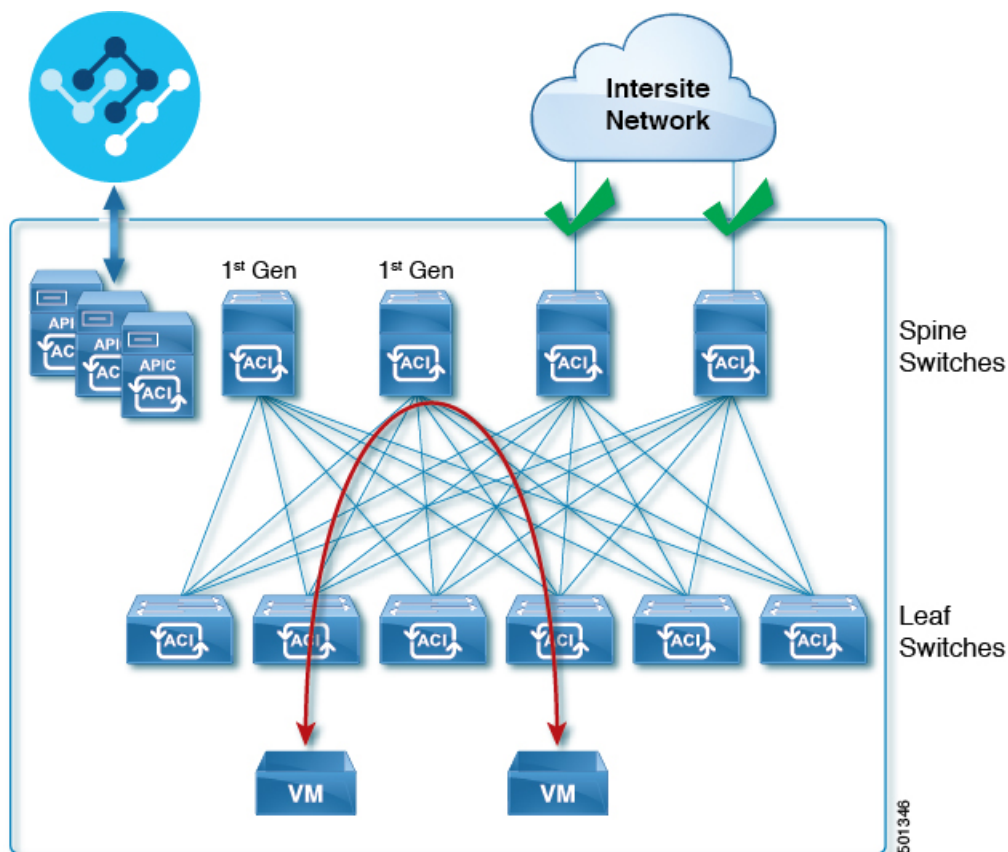 Intersite
Network
1st Gen
1st Gen
API
ACI
APIC
ACI
APIC
ACI
ACI
ACI
ACI
ACI
Spine
Switches
ACI
ACI
ACI
ACI
ACI
ACI
Leaf
Switches
VM
VM
501346